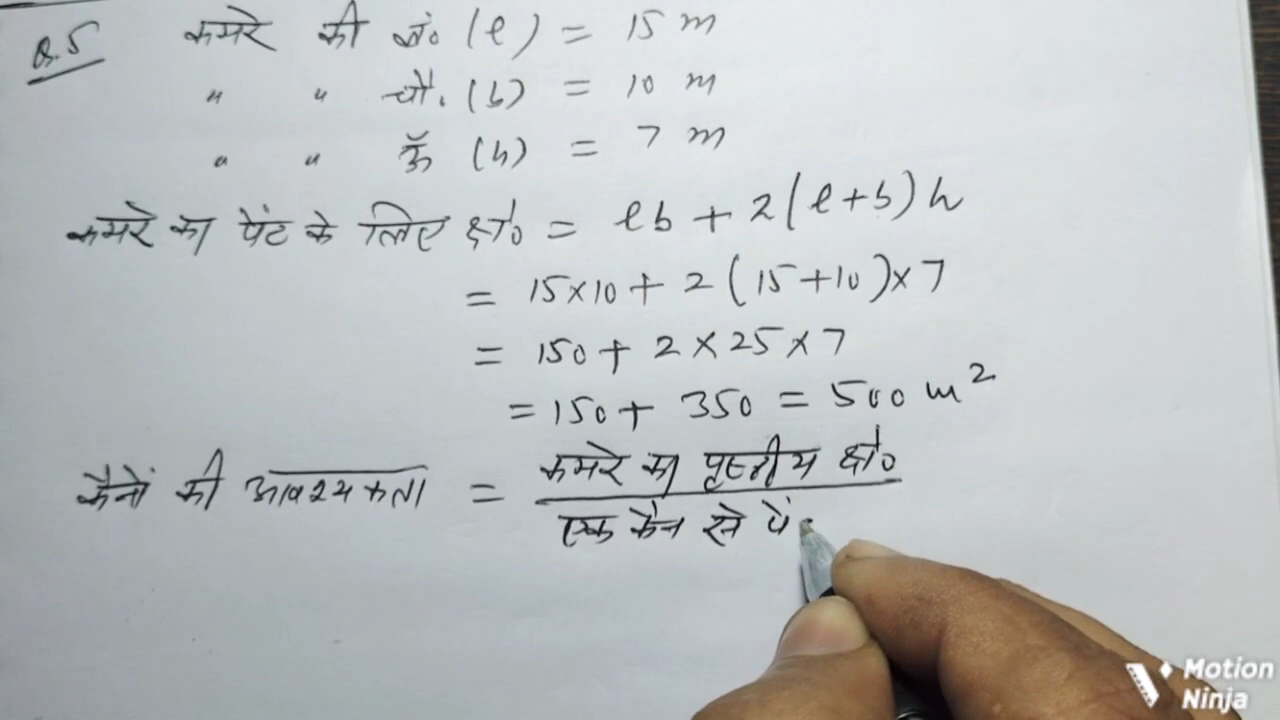 Q.5 कमरे की लं० (l) = 15 m
" " चौ. (b) = 10 m
" " ऊँ (h) = 7 m
कमरे का पेंट के लिए क्षे० = lb + 2(l+b)h
= 15×10 + 2(15+10)×7
= 150 + 2×25×7
= 150 + 350 = 500 m²
कैनों की आवश्यकता = कमरे का पृष्ठीय क्षे०
एक कैन से पें
Motion
Ninja